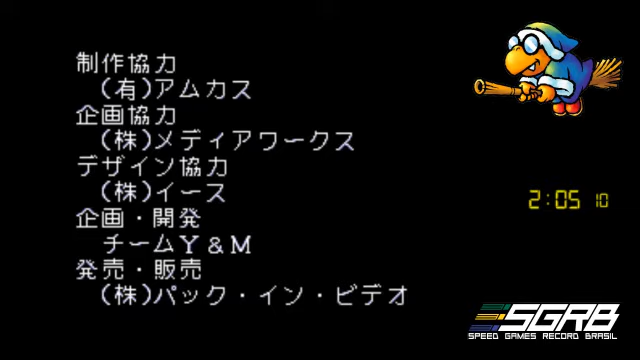 制作協力
(有)アムカス
企画協力
(株)メディアワークス
デザイン協力
(株)イース
企画・開発
チームY&M
発売・販売
(株)パック・イン・ビデオ
2:05 10
SGRB
SPEED GAMES RECORD BRASIL